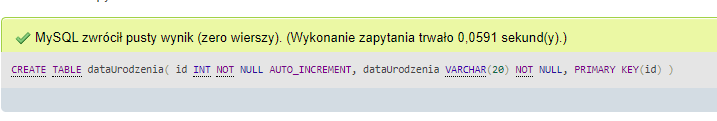 MySQL zwrócił pusty wynik (zero wierszy). (Wykonanie zapytania trwało 0,0591 sekund(y).)
CREATE TABLE dataUrodzenia( id INT NOT NULL AUTO_INCREMENT, dataUrodzenia VARCHAR(20) NOT NULL, PRIMARY KEY(id) )